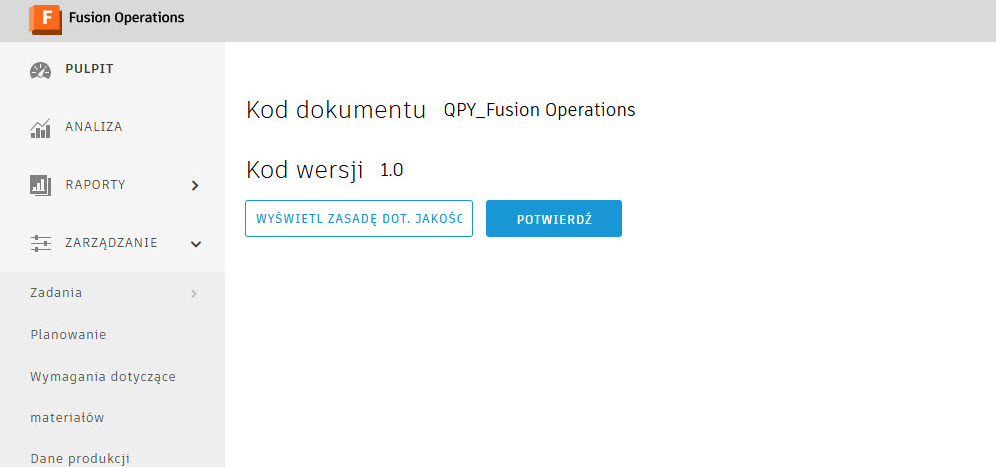 F Fusion Operations
PULPIT
ANALIZA
RAPORTY
ZARZĄDZANIE
Zadania
Planowanie
Wymagania dotyczące
materiałów
Dane produkcji
Kod dokumentu QPY_Fusion Operations
Kod wersji 1.0
WYŚWIETL ZASADĘ DOT. JAKOŚC POTWIERDŹ